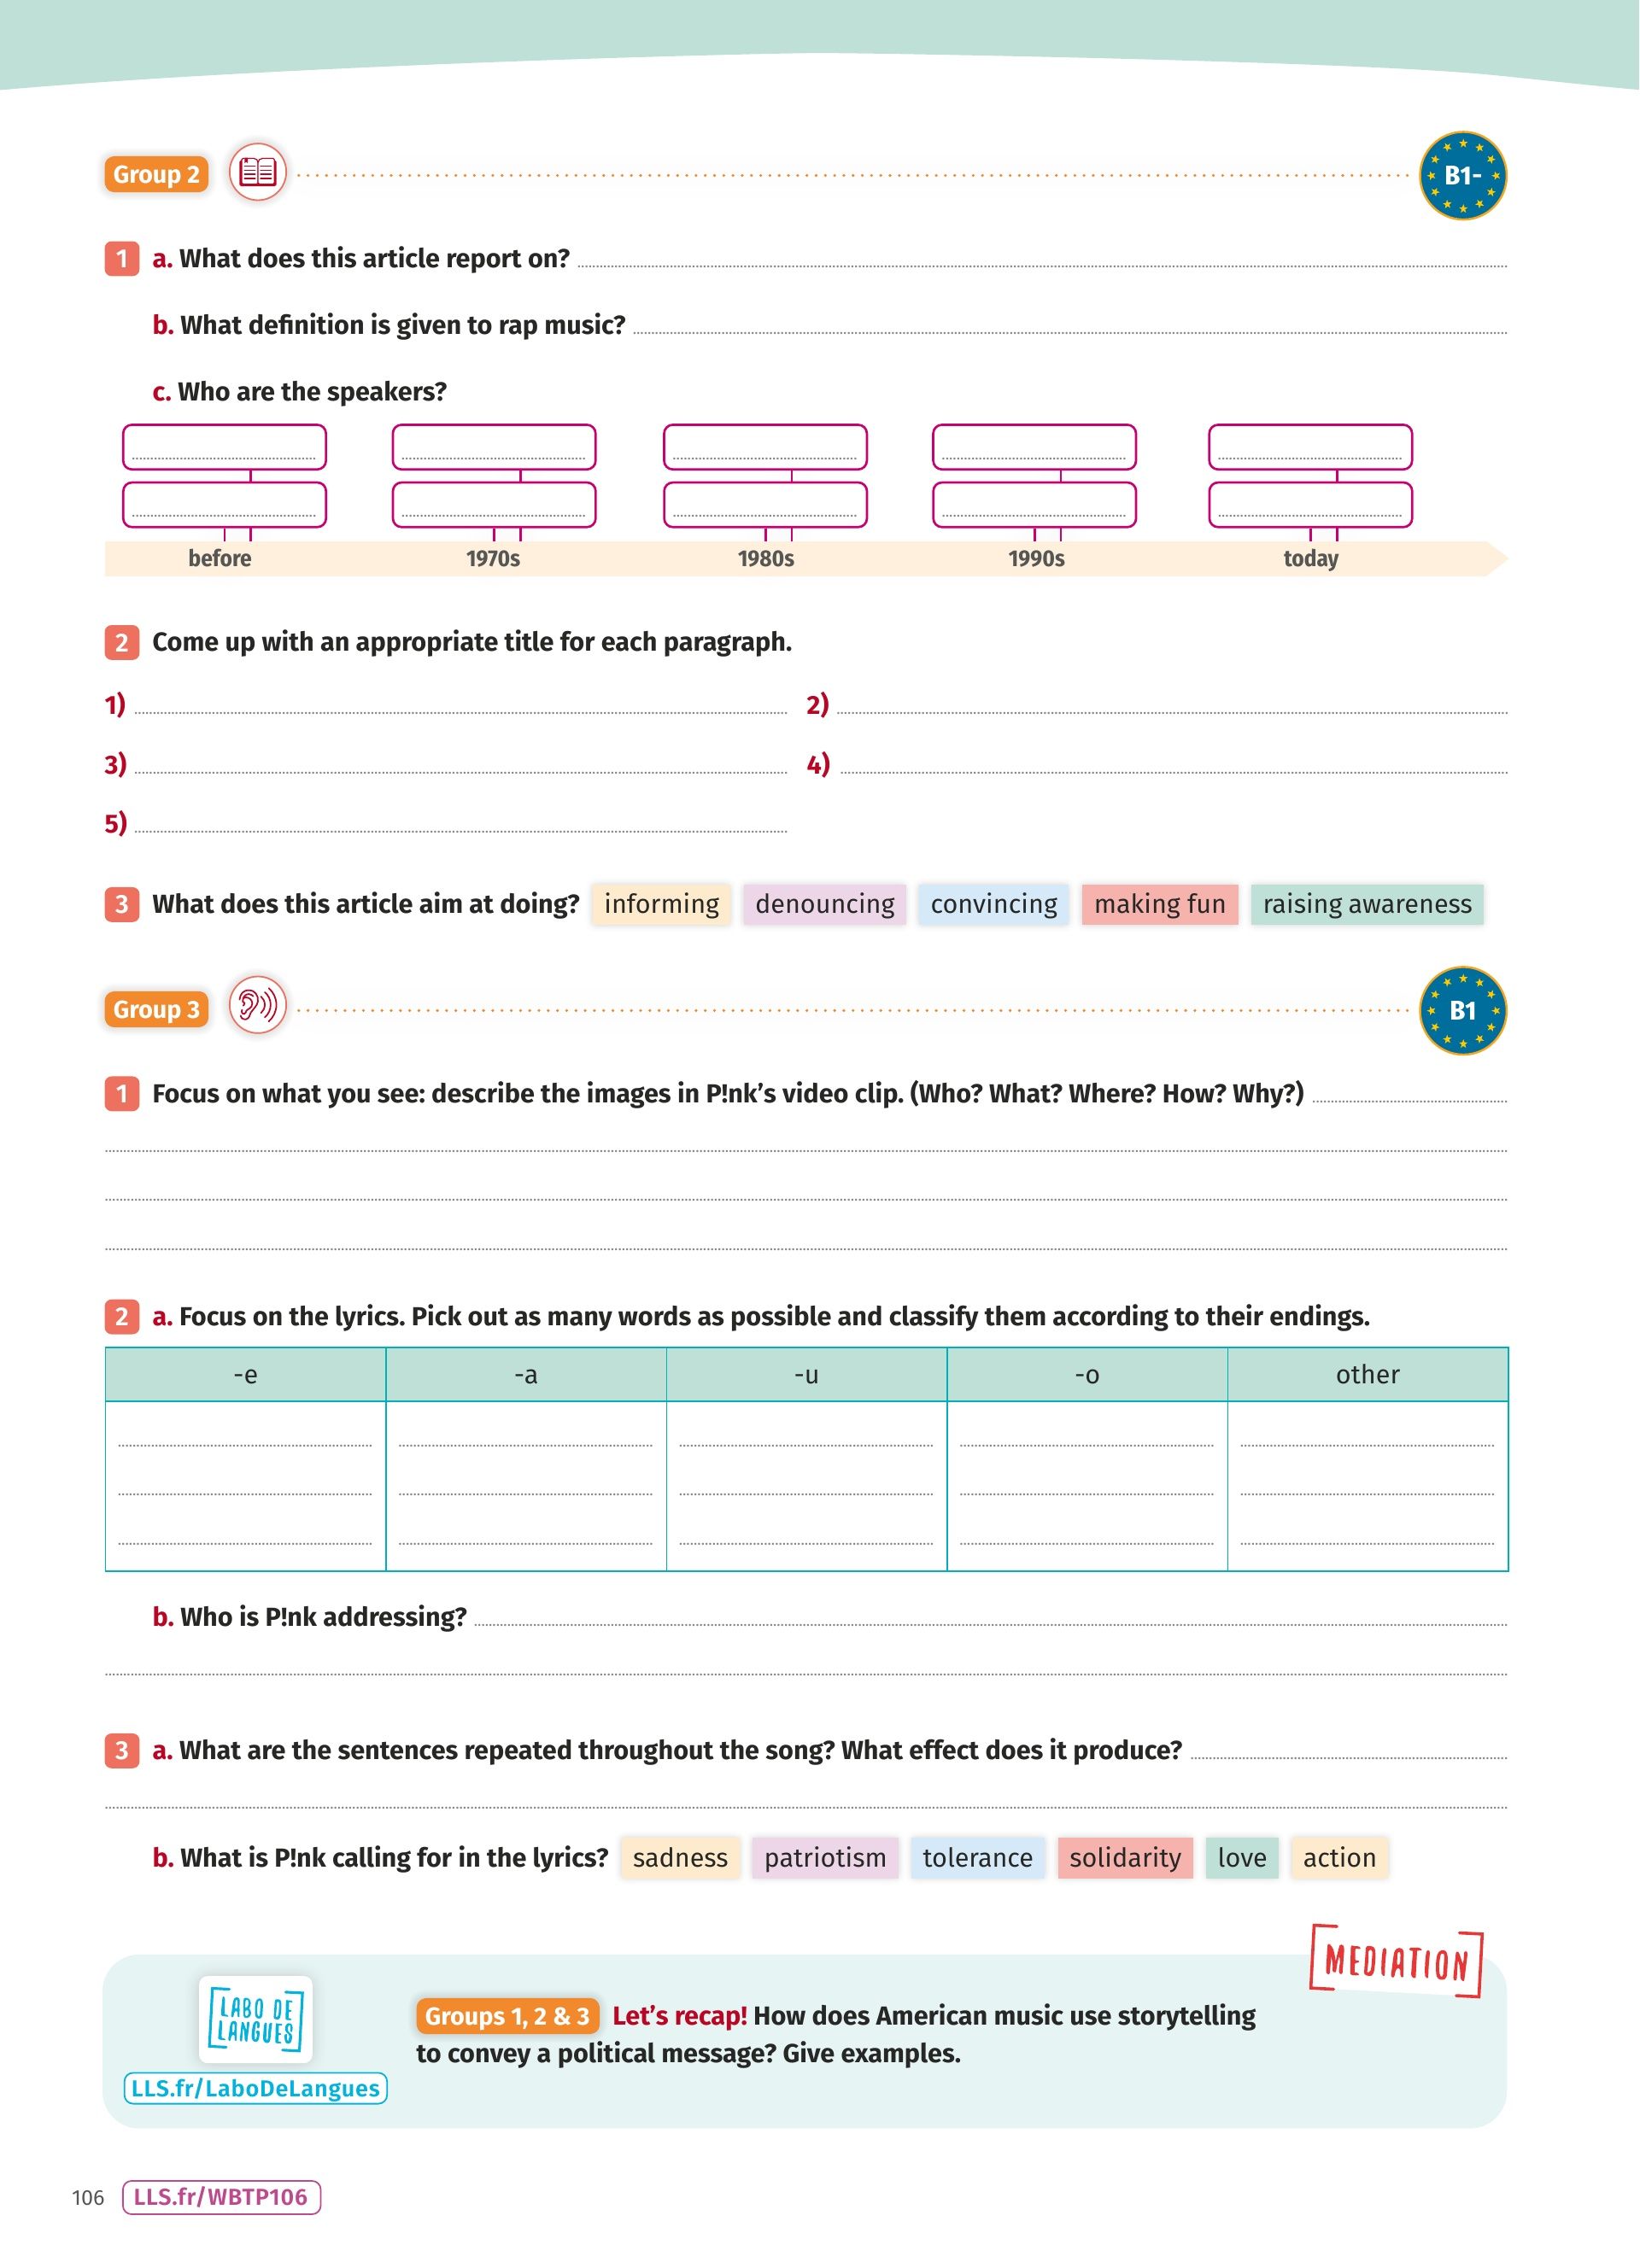 Group 2
B1-
1 a. What does this article report on?
b. What definition is given to rap music?
c. Who are the speakers?
before 1970s 1980s 1990s today
2 Come up with an appropriate title for each paragraph.
1) 2)
3) 4)
5)
3 What does this article aim at doing? informing denouncing convincing making fun raising awareness
Group 3
B1
1 Focus on what you see: describe the images in P!nk’s video clip. (Who? What? Where? How? Why?)
2 a. Focus on the lyrics. Pick out as many words as possible and classify them according to their endings.
-e -a -u -o other
b. Who is P!nk addressing?
3 a. What are the sentences repeated throughout the song? What effect does it produce?
b. What is P!nk calling for in the lyrics? sadness patriotism tolerance solidarity love action
MEDIATION
LABO DE
LANGUES
LLS.fr/LaboDeLangues
Groups 1, 2 & 3 Let’s recap! How does American music use storytelling
to convey a political message? Give examples.
106 LLS.fr/WBTP106